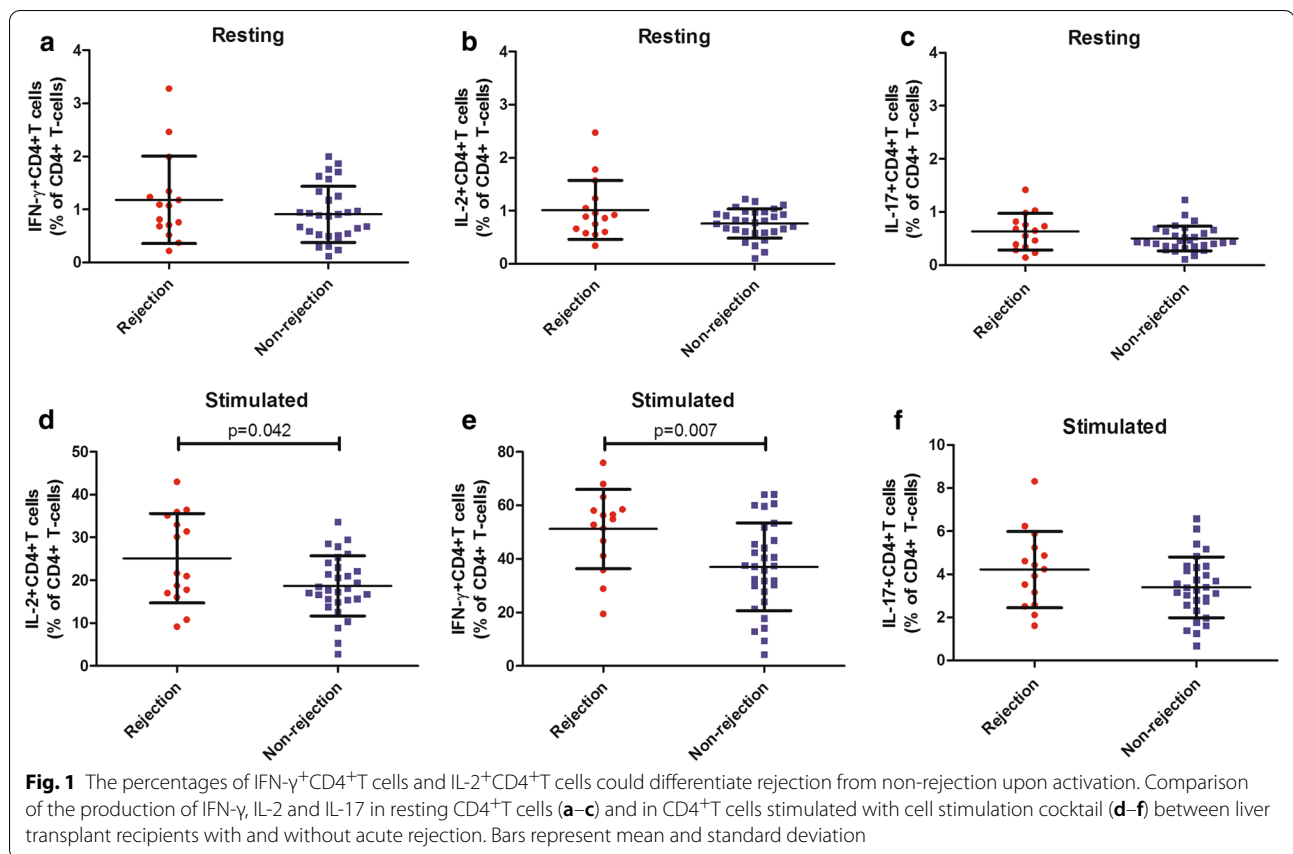 a
Resting
IFN-γ+CD4+T cells
(% of CD4+ T-cells)
4
3
2
1
0
Rejection
Non-rejection
b
Resting
IL-2+CD4+T cells
(% of CD4+ T-cells)
4
3
2
1
0
Rejection
Non-rejection
c
Resting
IL-17+CD4+T cells
(% of CD4+ T-cells)
4
3
2
1
0
Rejection
Non-rejection
d
Stimulated
p=0.042
IL-2+CD4+T cells
(% of CD4+ T-cells)
50
40
30
20
10
0
Rejection
Non-rejection
e
Stimulated
p=0.007
IFN-γ+CD4+T cells
(% of CD4+ T-cells)
80
60
40
20
0
Rejection
Non-rejection
f
Stimulated
IL-17+CD4+T cells
(% of CD4+ T-cells)
10
8
6
4
2
0
Rejection
Non-rejection
Fig. 1 The percentages of IFN-γ⁺CD4⁺T cells and IL-2⁺CD4⁺T cells could differentiate rejection from non-rejection upon activation. Comparison
of the production of IFN-γ, IL-2 and IL-17 in resting CD4⁺T cells (a–c) and in CD4⁺T cells stimulated with cell stimulation cocktail (d–f) between liver
transplant recipients with and without acute rejection. Bars represent mean and standard deviation